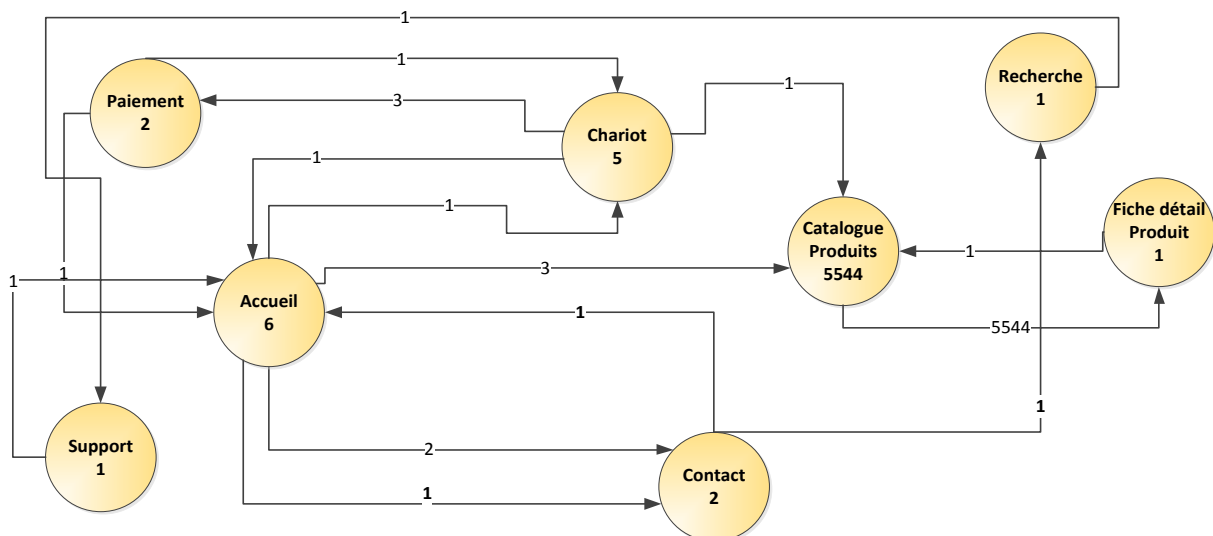 1
Recherche
1
1
Paiement
2
3
Chariot
5
1
1
1
Fiche détail
Produit
1
Catalogue
Produits
5544
1
3
1
1
Accueil
6
1
5544
1
Support
1
2
Contact
2
1